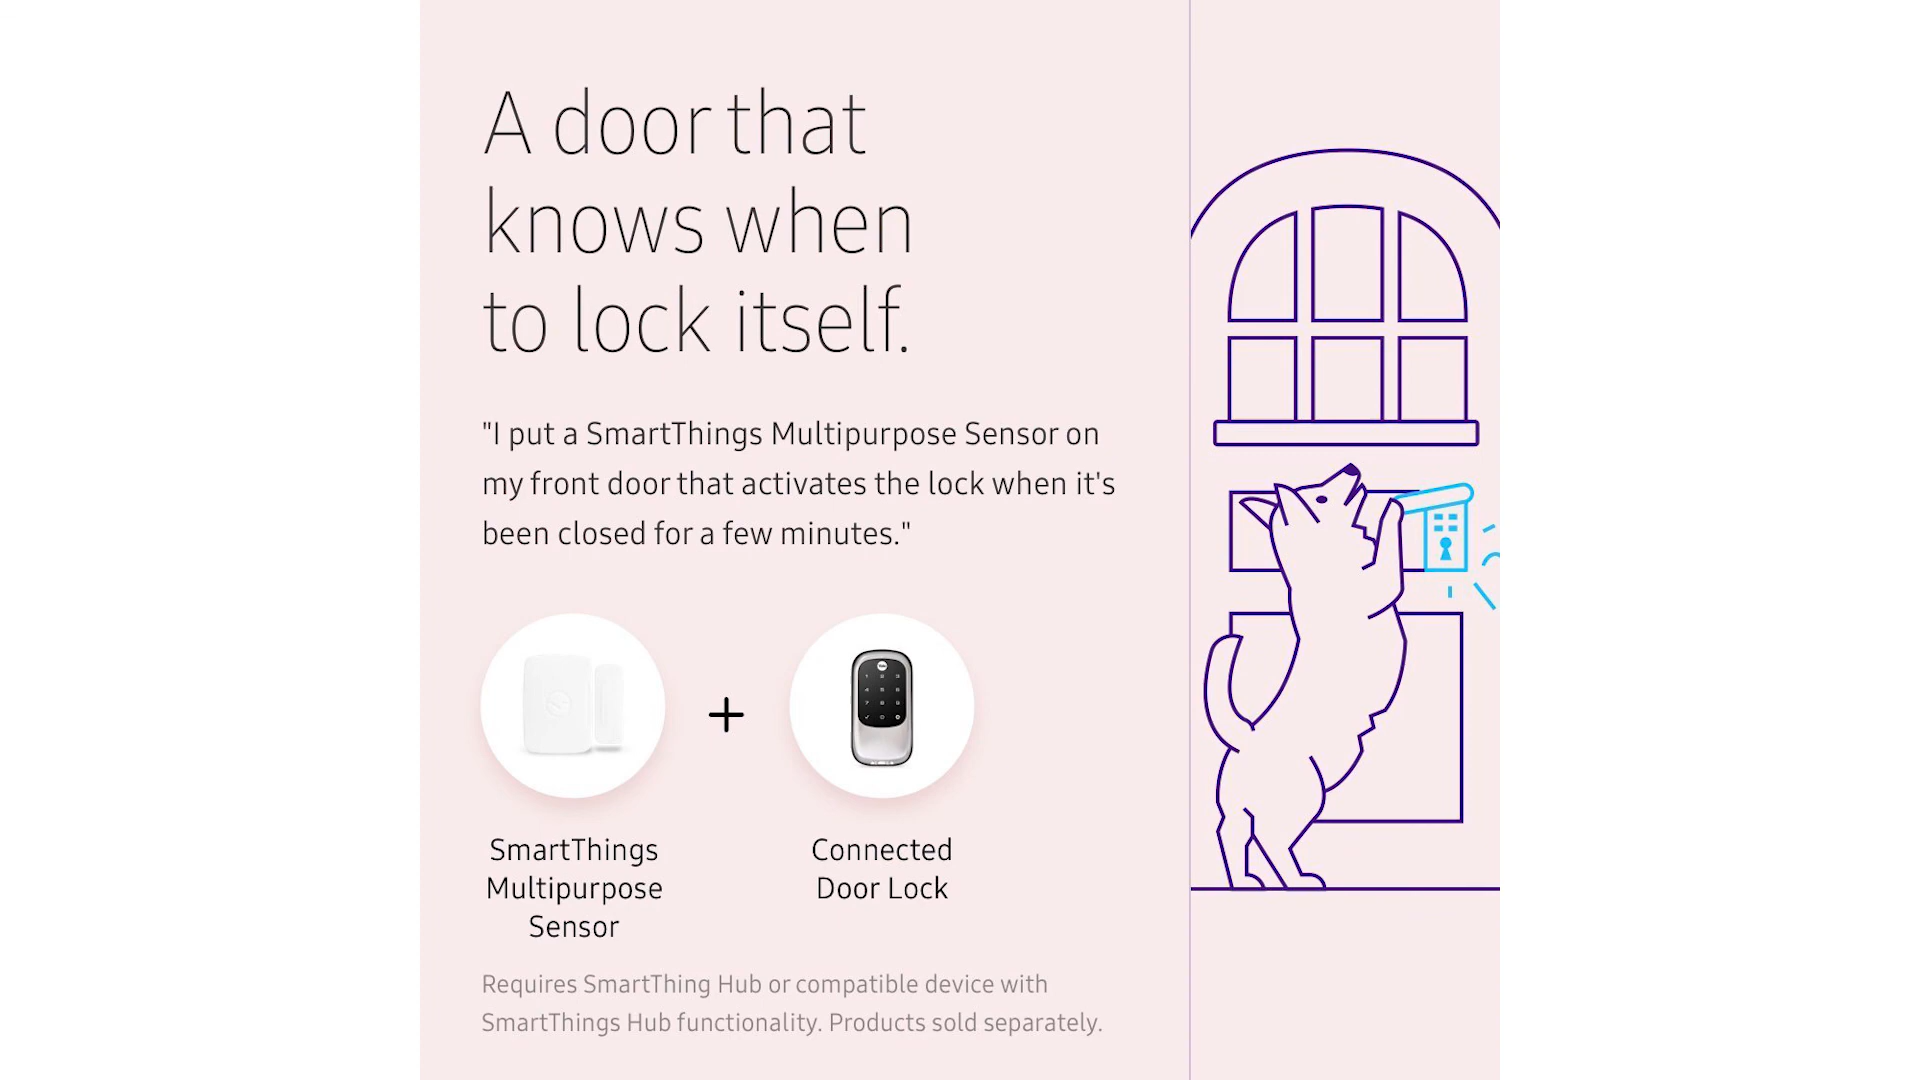 A door that
knows when
to lock itself.
"I put a SmartThings Multipurpose Sensor on
my front door that activates the lock when it's
been closed for a few minutes."
+
SmartThings
Multipurpose
Sensor
Connected
Door Lock
Requires SmartThing Hub or compatible device with
SmartThings Hub functionality. Products sold separately.